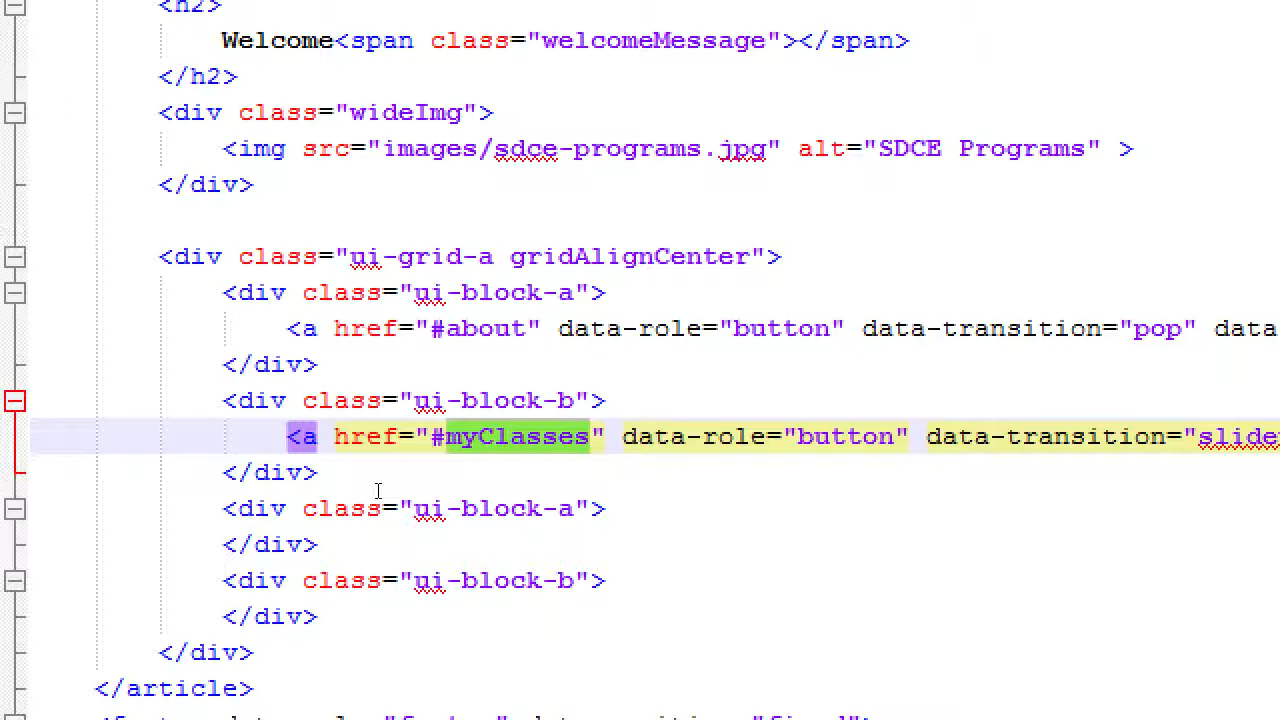 <h2>
Welcome<span class="welcomeMessage"></span>
</h2>
<div class="wideImg">
<img src="images/sdce-programs.jpg" alt="SDCE Programs" >
</div>
<div class="ui-grid-a gridAlignCenter">
<div class="ui-block-a">
<a href="#about" data-role="button" data-transition="pop" data
</div>
<div class="ui-block-b">
<a href="#myClasses" data-role="button" data-transition="slide
</div>
<div class="ui-block-a">
</div>
<div class="ui-block-b">
</div>
</div>
</article>